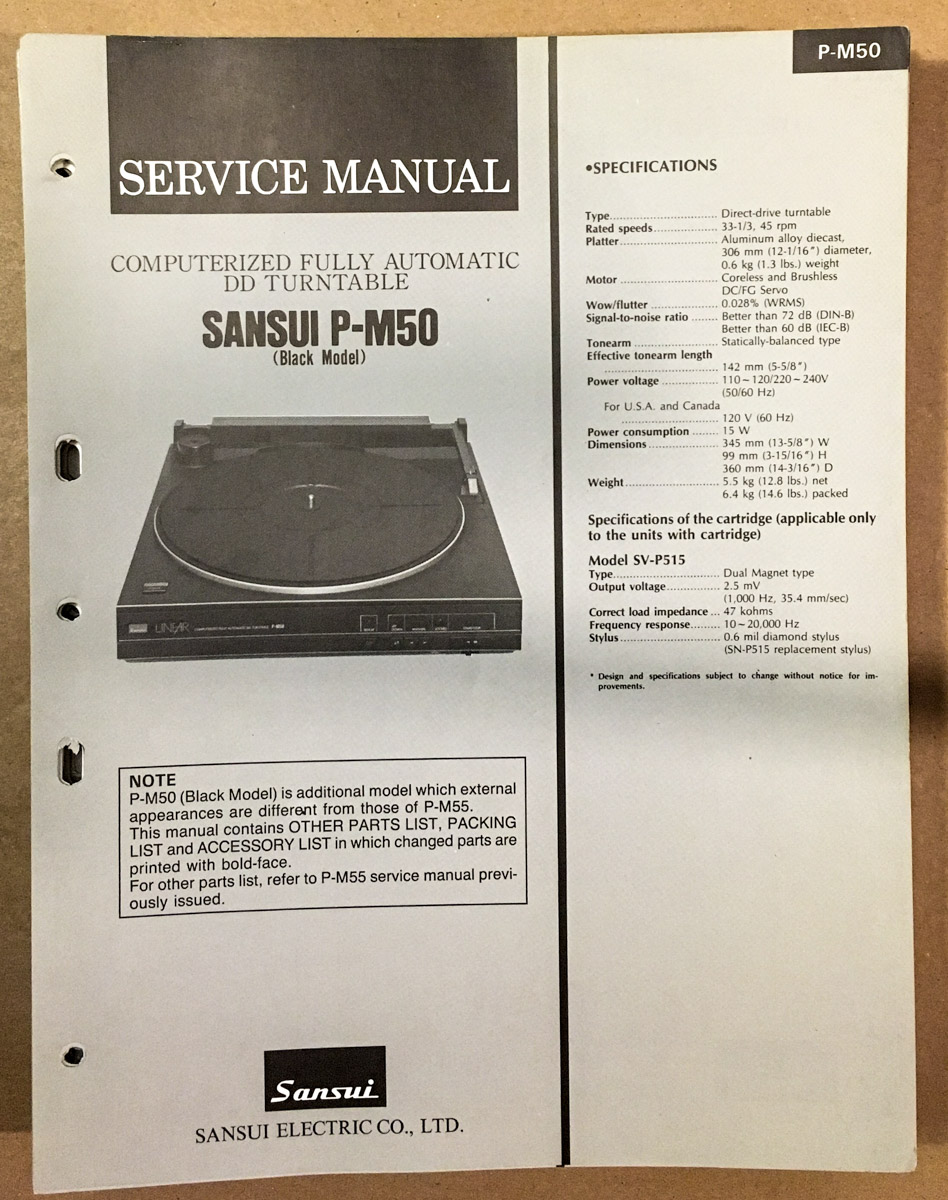 P-M50
SERVICE MANUAL
COMPUTERIZED FULLY AUTOMATIC
DD TURNTABLE
SANSUI P-M50
(Black Model)
LINEAR
NOTE
P-M50 (Black Model) is additional model which external
appearances are different from those of P-M55.
This manual contains OTHER PARTS LIST, PACKING
LIST and ACCESSORY LIST in which changed parts are
printed with bold-face.
For other parts list, refer to P-M55 service manual previ-
ously issued.
Sansui
SANSUI ELECTRIC CO., LTD.
•SPECIFICATIONS
Type............................ Direct-drive turntable
Rated speeds................. 33-1/3, 45 rpm
Platter.......................... Aluminum alloy diecast,
306 mm (12-1/16″) diameter,
0.6 kg (1.3 lbs.) weight
Motor ........................... Coreless and Brushless
DC/FG Servo
Wow/flutter .................. 0.028% (WRMS)
Signal-to-noise ratio ....... Better than 72 dB (DIN-B)
Better than 60 dB (IEC-B)
Tonearm ...................... Statically-balanced type
Effective tonearm length
.............................. 142 mm (5-5/8″)
Power voltage ............... 110~120/220~240V
(50/60 Hz)
For U.S.A. and Canada
.......................... 120 V (60 Hz)
Power consumption ....... 15 W
Dimensions .................. 345 mm (13-5/8″) W
99 mm (3-15/16″) H
360 mm (14-3/16″) D
Weight......................... 5.5 kg (12.8 lbs.) net
6.4 kg (14.6 lbs.) packed
Specifications of the cartridge (applicable only
to the units with cartridge)
Model SV-P515
Type............................ Dual Magnet type
Output voltage.............. 2.5 mV
(1,000 Hz, 35.4 mm/sec)
Correct load impedance ... 47 kohms
Frequency response........ 10~20,000 Hz
Stylus.......................... 0.6 mil diamond stylus
(SN-P515 replacement stylus)
* Design and specifications subject to change without notice for im-
provements.